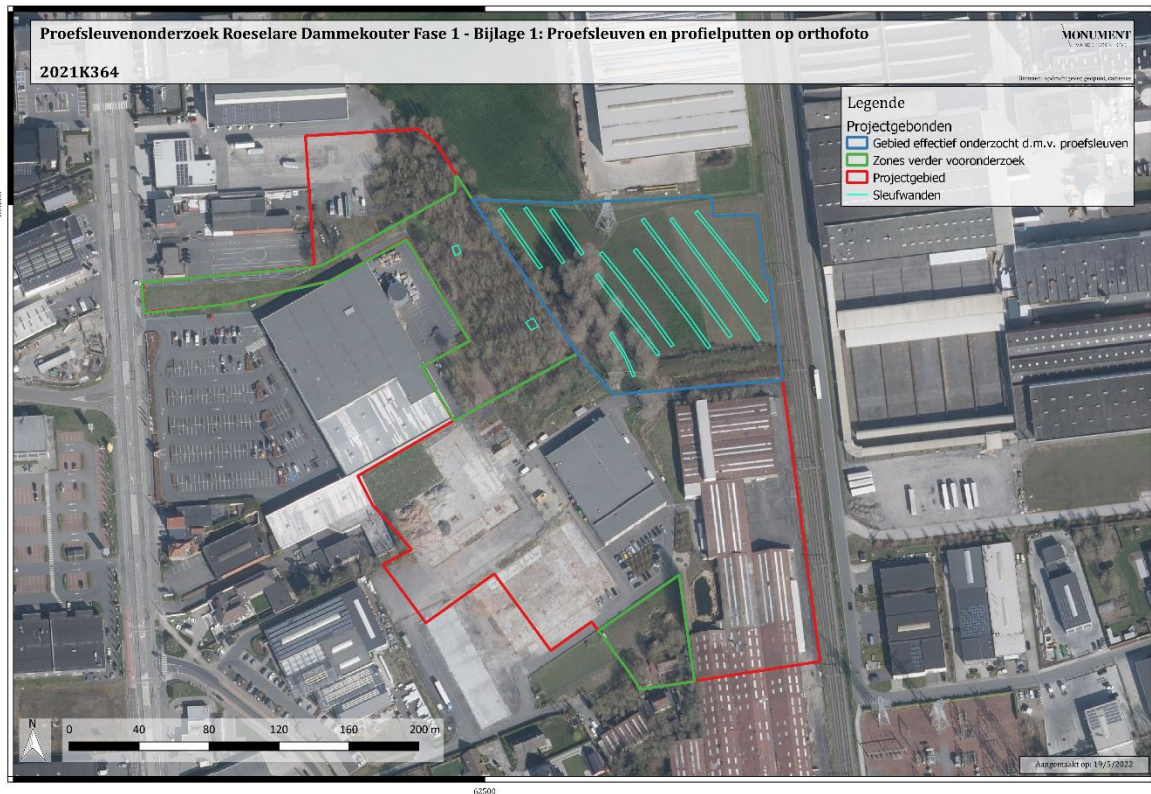 Proefsleuvenonderzoek Roeselare Dammekouter Fase 1 - Bijlage 1: Proefsleuven en profielputten op orthofoto
2021K364
MONUMENT
Legende
Projectgebonden
Gebied effectief onderzocht d.m.v. proefsleuven
Zones verder vooronderzoek
Projectgebied
Sleufwanden
N
0 40 80 120 160 200 m
Aangemaakt op: 19/5/2022
62500